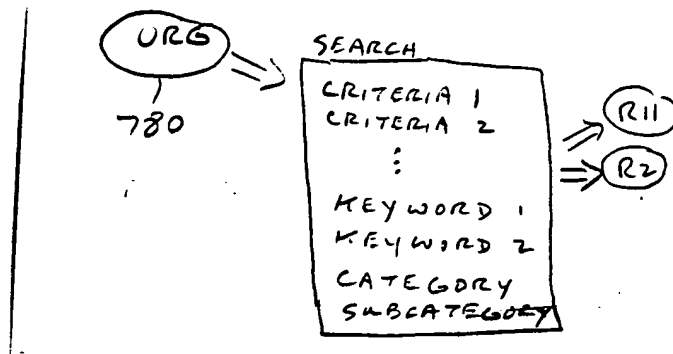 URG
780
SEARCH
CRITERIA 1
CRITERIA 2
⋮
KEYWORD 1
KEYWORD 2
CATEGORY
SUBCATEGORY
R11
R2